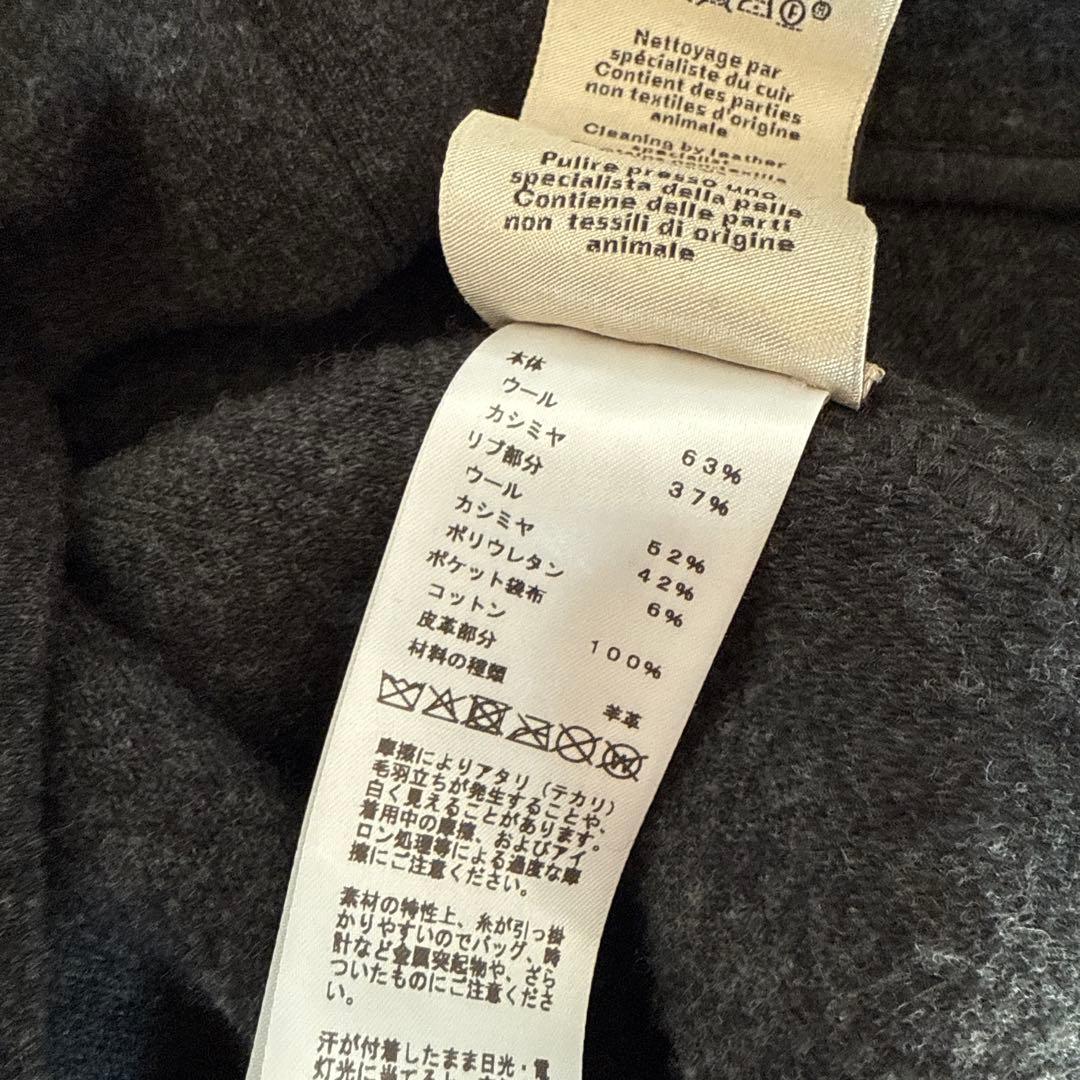 Nettoyage par
spécialiste du cuir
Contient des parties
non textiles d'origine
animale
Cleaning by leather
specialist
Pulire presso uno
specialista della pelle
Contiene delle parti
non tessili di origine
animale
本体
ウール 63%
カシミヤ 37%
リブ部分
ウール 52%
カシミヤ 42%
ポリウレタン 6%
ポケット袋布
コットン 100%
皮革部分
材料の種類 羊革
摩擦によりアタリ（テカリ）
毛羽立ちが発生することや、
白く見えることがあります。
着用中の摩擦、およびアイ
ロン処理等による過度な摩
擦にご注意ください。
素材の特性上、糸が引っ掛
かりやすいのでバッグ、時
計など金属突起物や、ざら
ついたものにご注意くださ
い。
汗が付着したまま日光・電
灯光に当てると